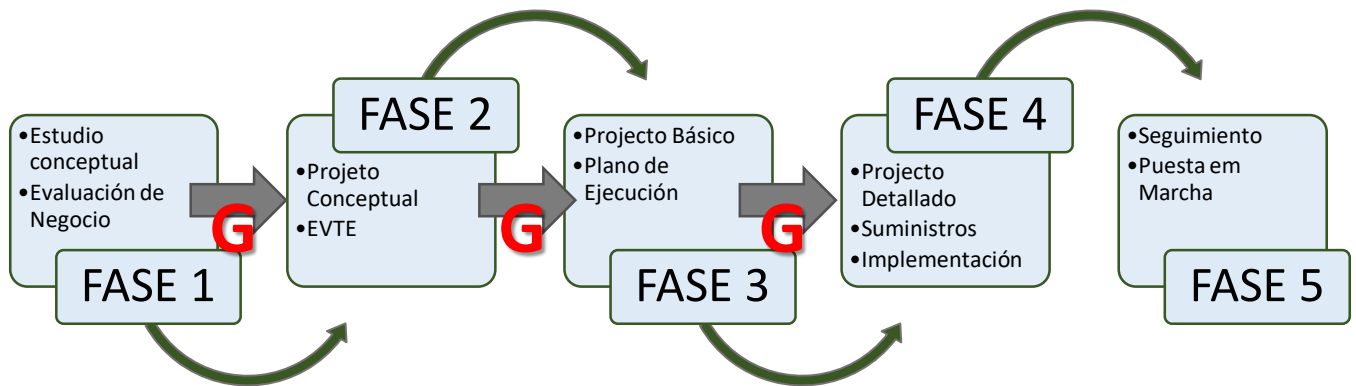 •Estudio
conceptual
•Evaluación de
Negocio
FASE 1
G
FASE 2
•Projeto
Conceptual
•EVTE
G
•Projecto Básico
•Plano de
Ejecución
FASE 3
G
FASE 4
•Projecto
Detallado
•Suministros
•Implementación
•Seguimiento
•Puesta em
Marcha
FASE 5